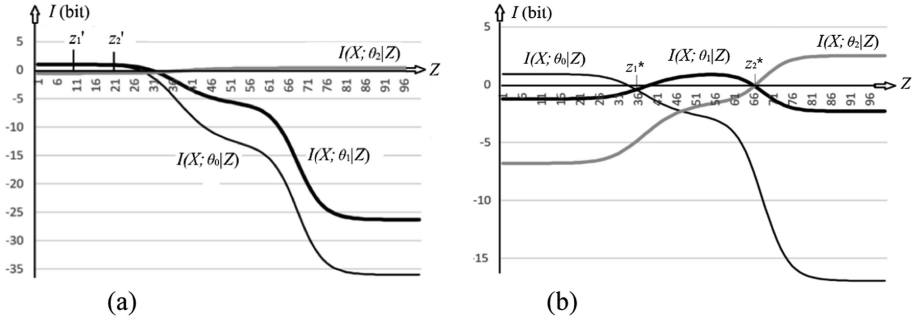 I (bit)
z₁' z₂'
I(X; θ₂|Z)
Z
5
0
-5
-10
-15
-20
-25
-30
-35
1 6 11 16 21 26 31 36 41 46 51 56 61 66 71 76 81 86 91 96
I(X; θ₀|Z)
I(X; θ₁|Z)
(a)
I (bit)
I(X; θ₀|Z) z₁* I(X; θ₁|Z) z₂* I(X; θ₂|Z)
Z
5
0
-5
-10
-15
1 6 11 16 21 26 31 36 41 46 51 56 61 66 71 76 81 86 91 96
(b)